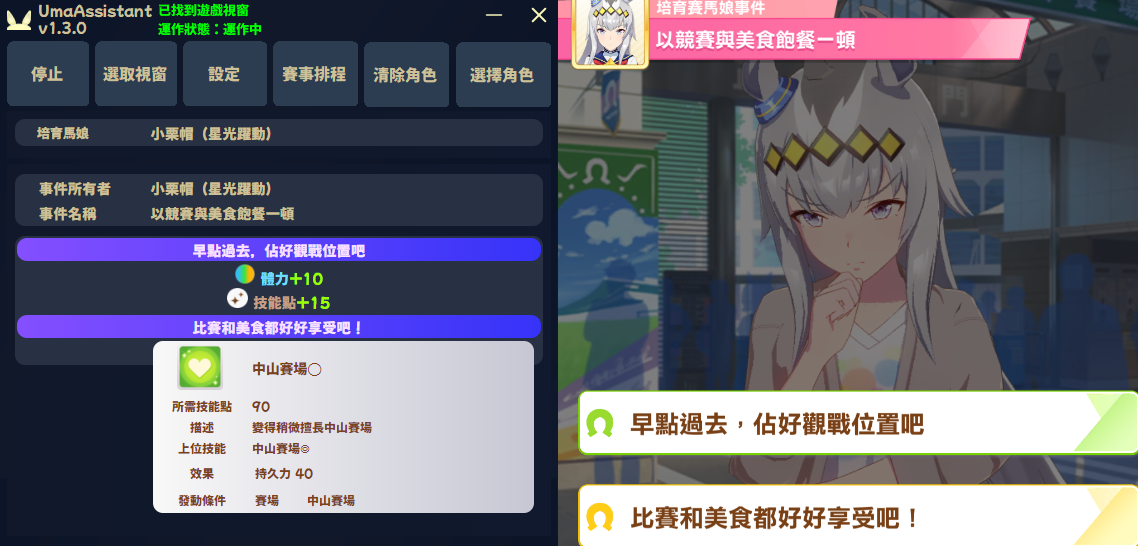 UmaAssistant
v1.3.0
已找到遊戲視窗
運作狀態：運作中
停止
選取視窗
設定
賽事排程
清除角色
選擇角色
培育馬娘 小栗帽（星光躍動）
事件所有者 小栗帽（星光躍動）
事件名稱 以競賽與美食飽餐一頓
早點過去，佔好觀戰位置吧
體力+10
技能點+15
比賽和美食都好好享受吧！
中山賽場○
所需技能點 90
描述 變得稍微擅長中山賽場
上位技能 中山賽場◎
效果 持久力 40
發動條件 賽場 中山賽場
培育賽馬娘事件
以競賽與美食飽餐一頓
門
早點過去，佔好觀戰位置吧
比賽和美食都好好享受吧！